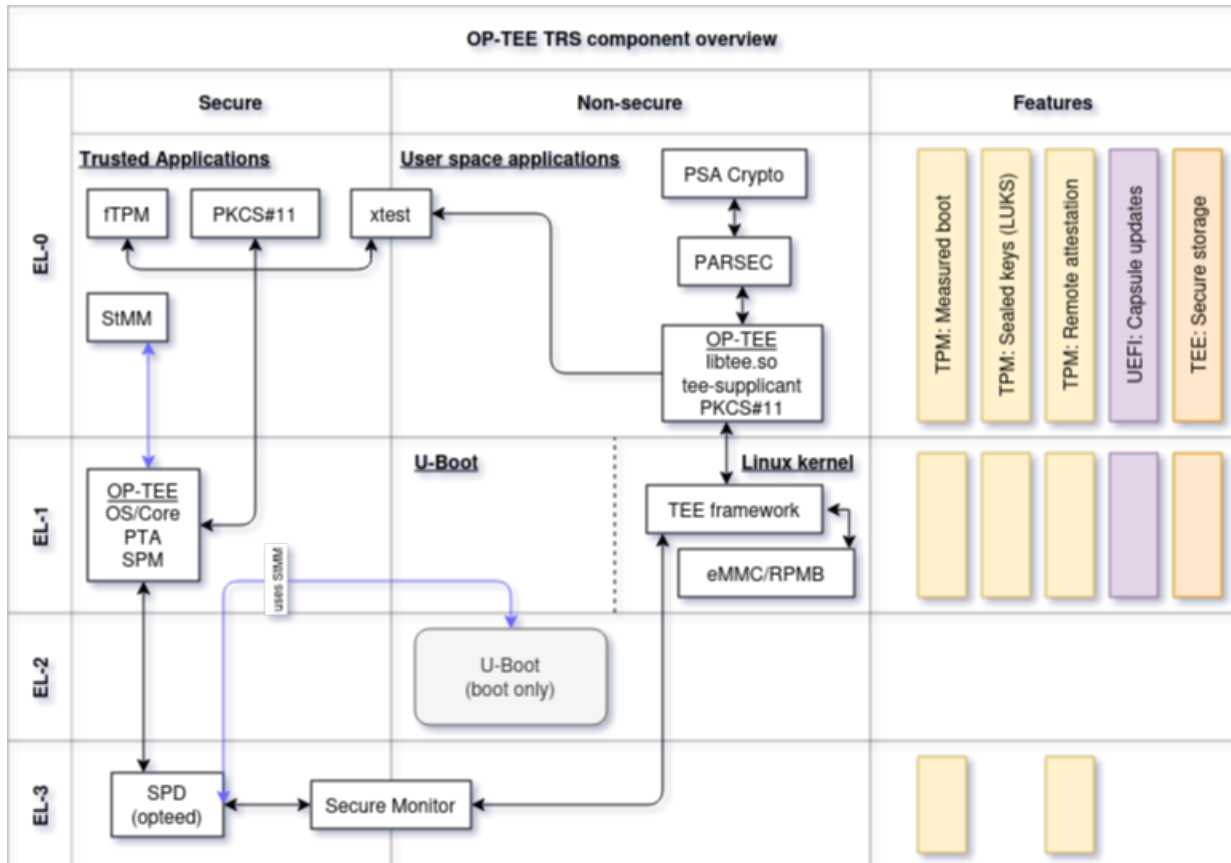 OP-TEE TRS component overview
Secure
Non-secure
Features
EL-0
Trusted Applications
User space applications
fTPM
PKCS#11
xtest
PSA Crypto
PARSEC
StMM
OP-TEE
libtee.so
tee-supplicant
PKCS#11
TPM: Measured boot
TPM: Sealed keys (LUKS)
TPM: Remote attestation
UEFI: Capsule updates
TEE: Secure storage
EL-1
U-Boot
Linux kernel
OP-TEE
OS/Core
PTA
SPM
TEE framework
eMMC/RPMB
uses StMM
EL-2
U-Boot
(boot only)
EL-3
SPD
(opteed)
Secure Monitor